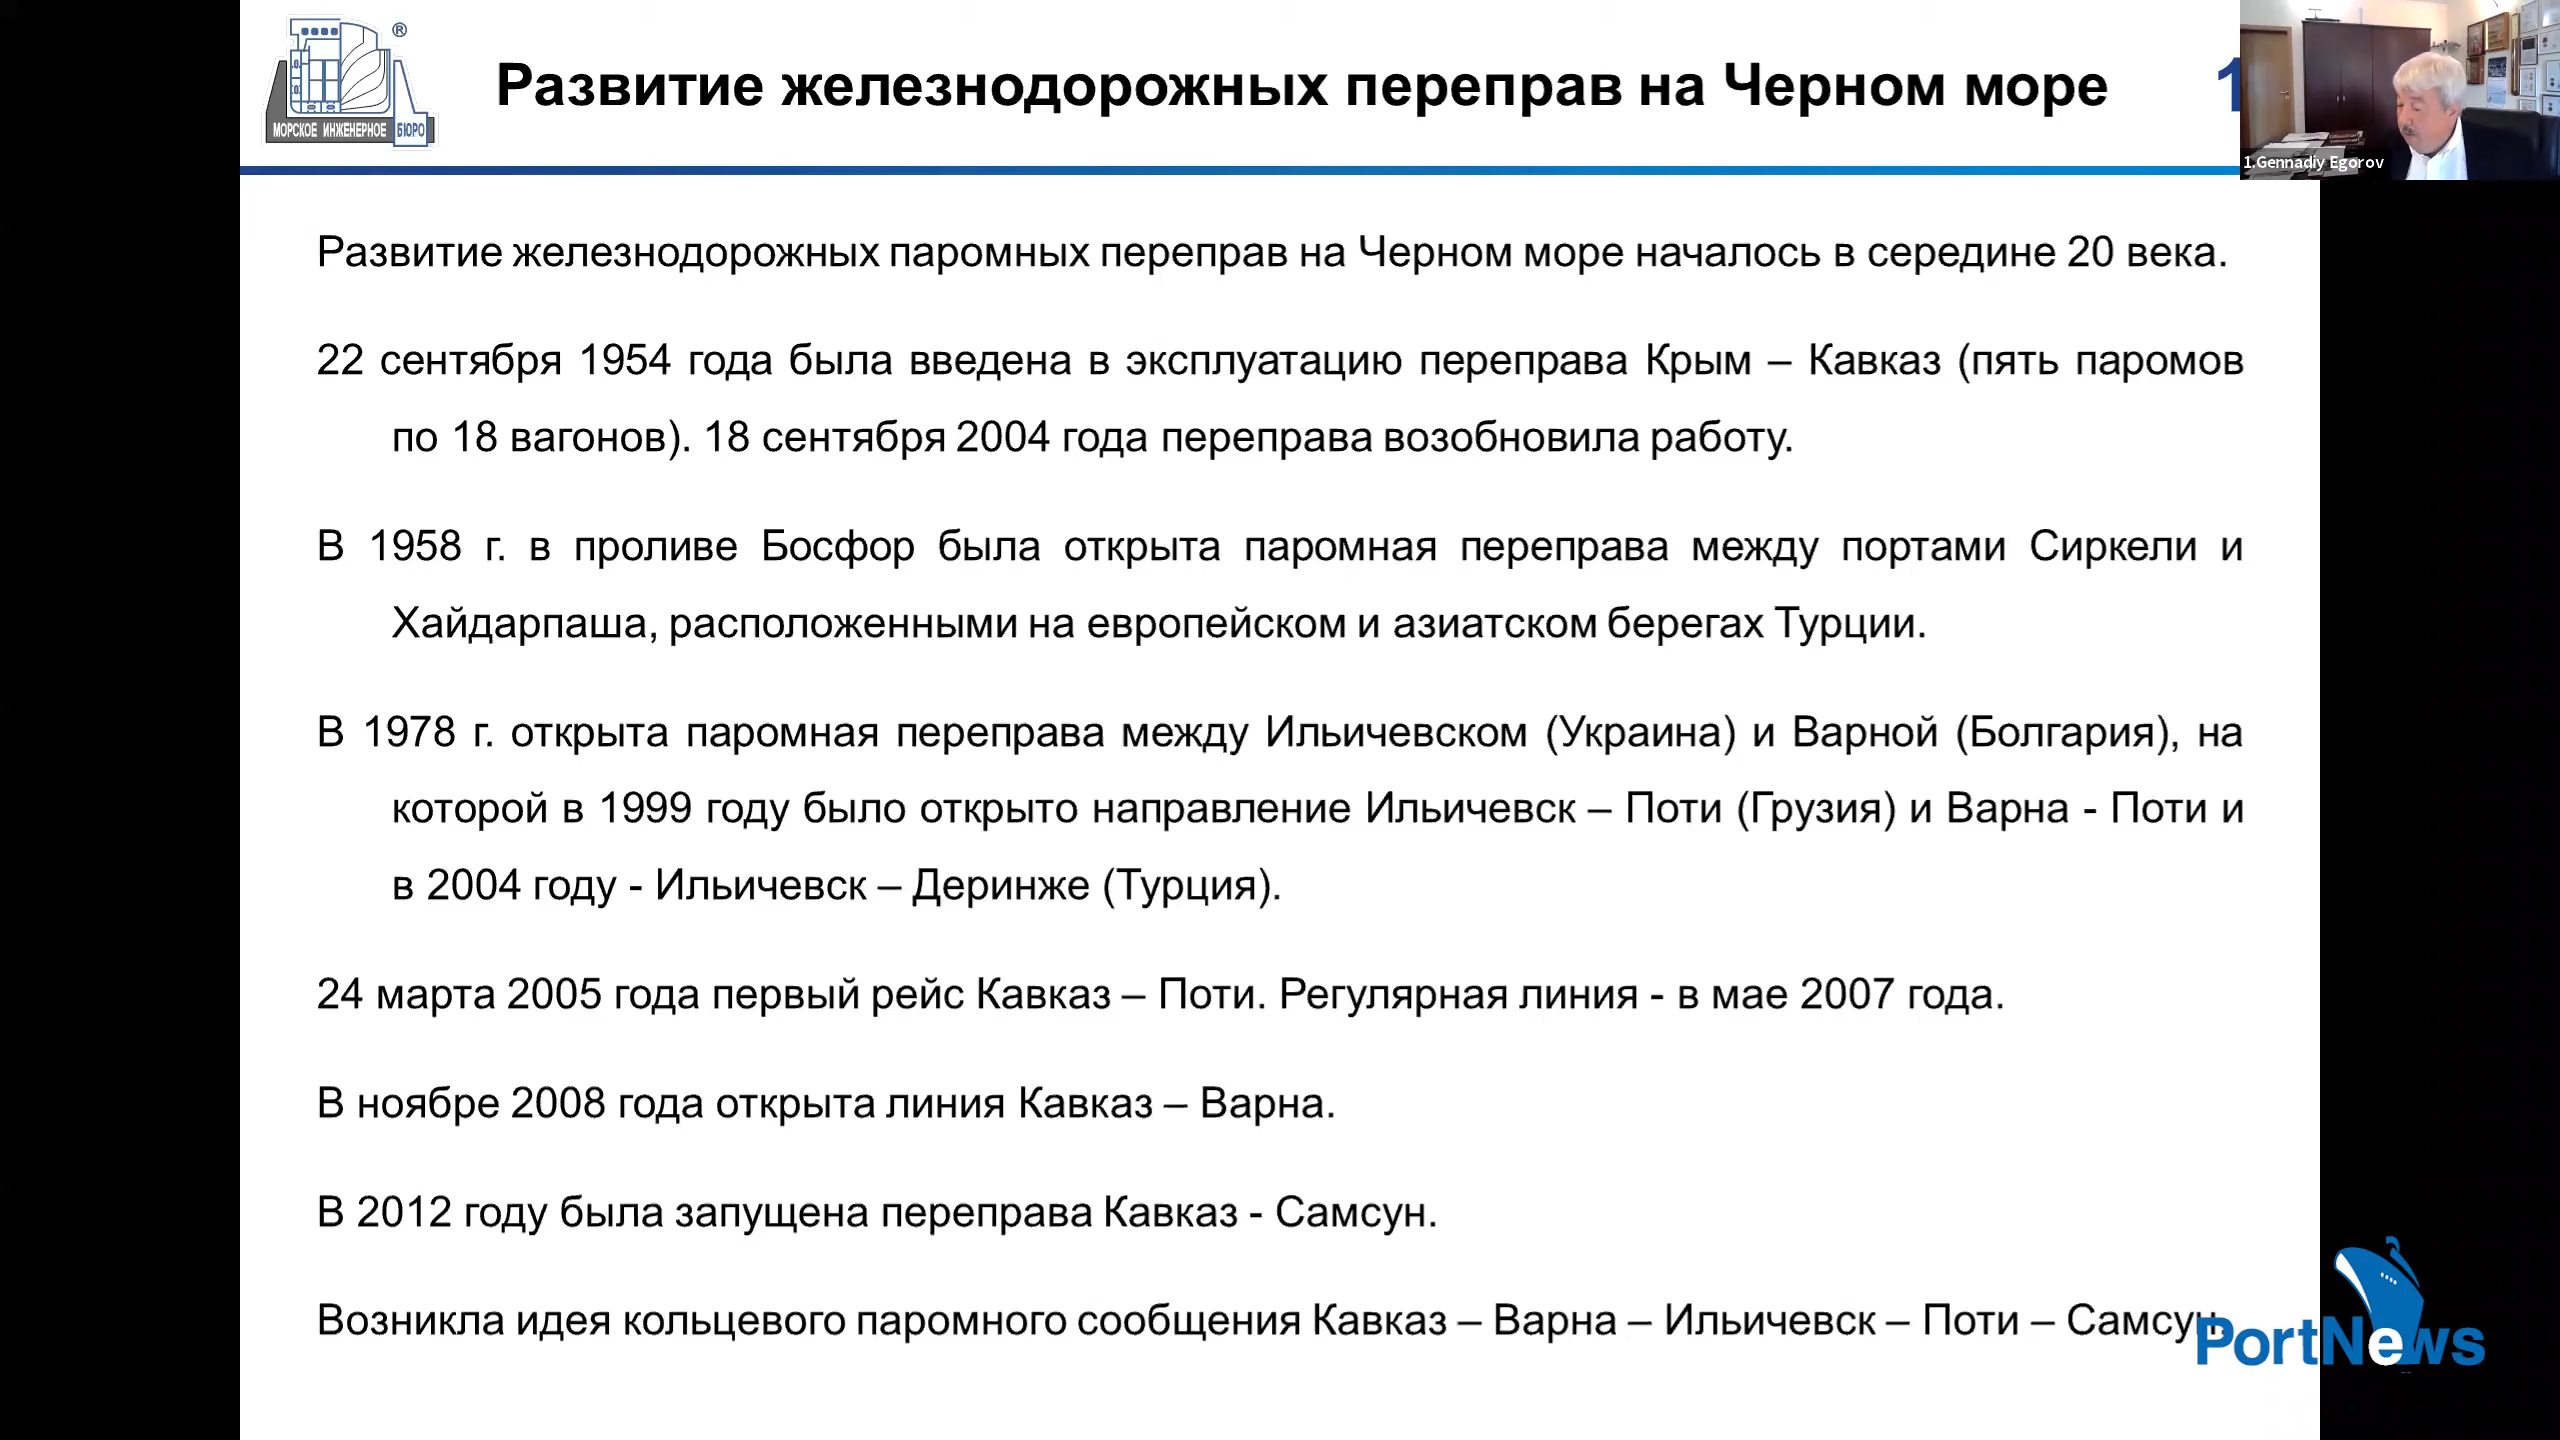 ®
МОРСКОЕ ИНЖЕНЕРНОЕ БЮРО
Развитие железнодорожных переправ на Черном море
1
1.Gennadiy Egorov
Развитие железнодорожных паромных переправ на Черном море началось в середине 20 века.
22 сентября 1954 года была введена в эксплуатацию переправа Крым – Кавказ (пять паромов
по 18 вагонов). 18 сентября 2004 года переправа возобновила работу.
В 1958 г. в проливе Босфор была открыта паромная переправа между портами Сиркели и
Хайдарпаша, расположенными на европейском и азиатском берегах Турции.
В 1978 г. открыта паромная переправа между Ильичевском (Украина) и Варной (Болгария), на
которой в 1999 году было открыто направление Ильичевск – Поти (Грузия) и Варна - Поти и
в 2004 году - Ильичевск – Деринже (Турция).
24 марта 2005 года первый рейс Кавказ – Поти. Регулярная линия - в мае 2007 года.
В ноябре 2008 года открыта линия Кавказ – Варна.
В 2012 году была запущена переправа Кавказ - Самсун.
Возникла идея кольцевого паромного сообщения Кавказ – Варна – Ильичевск – Поти – Самсун.
PortNews